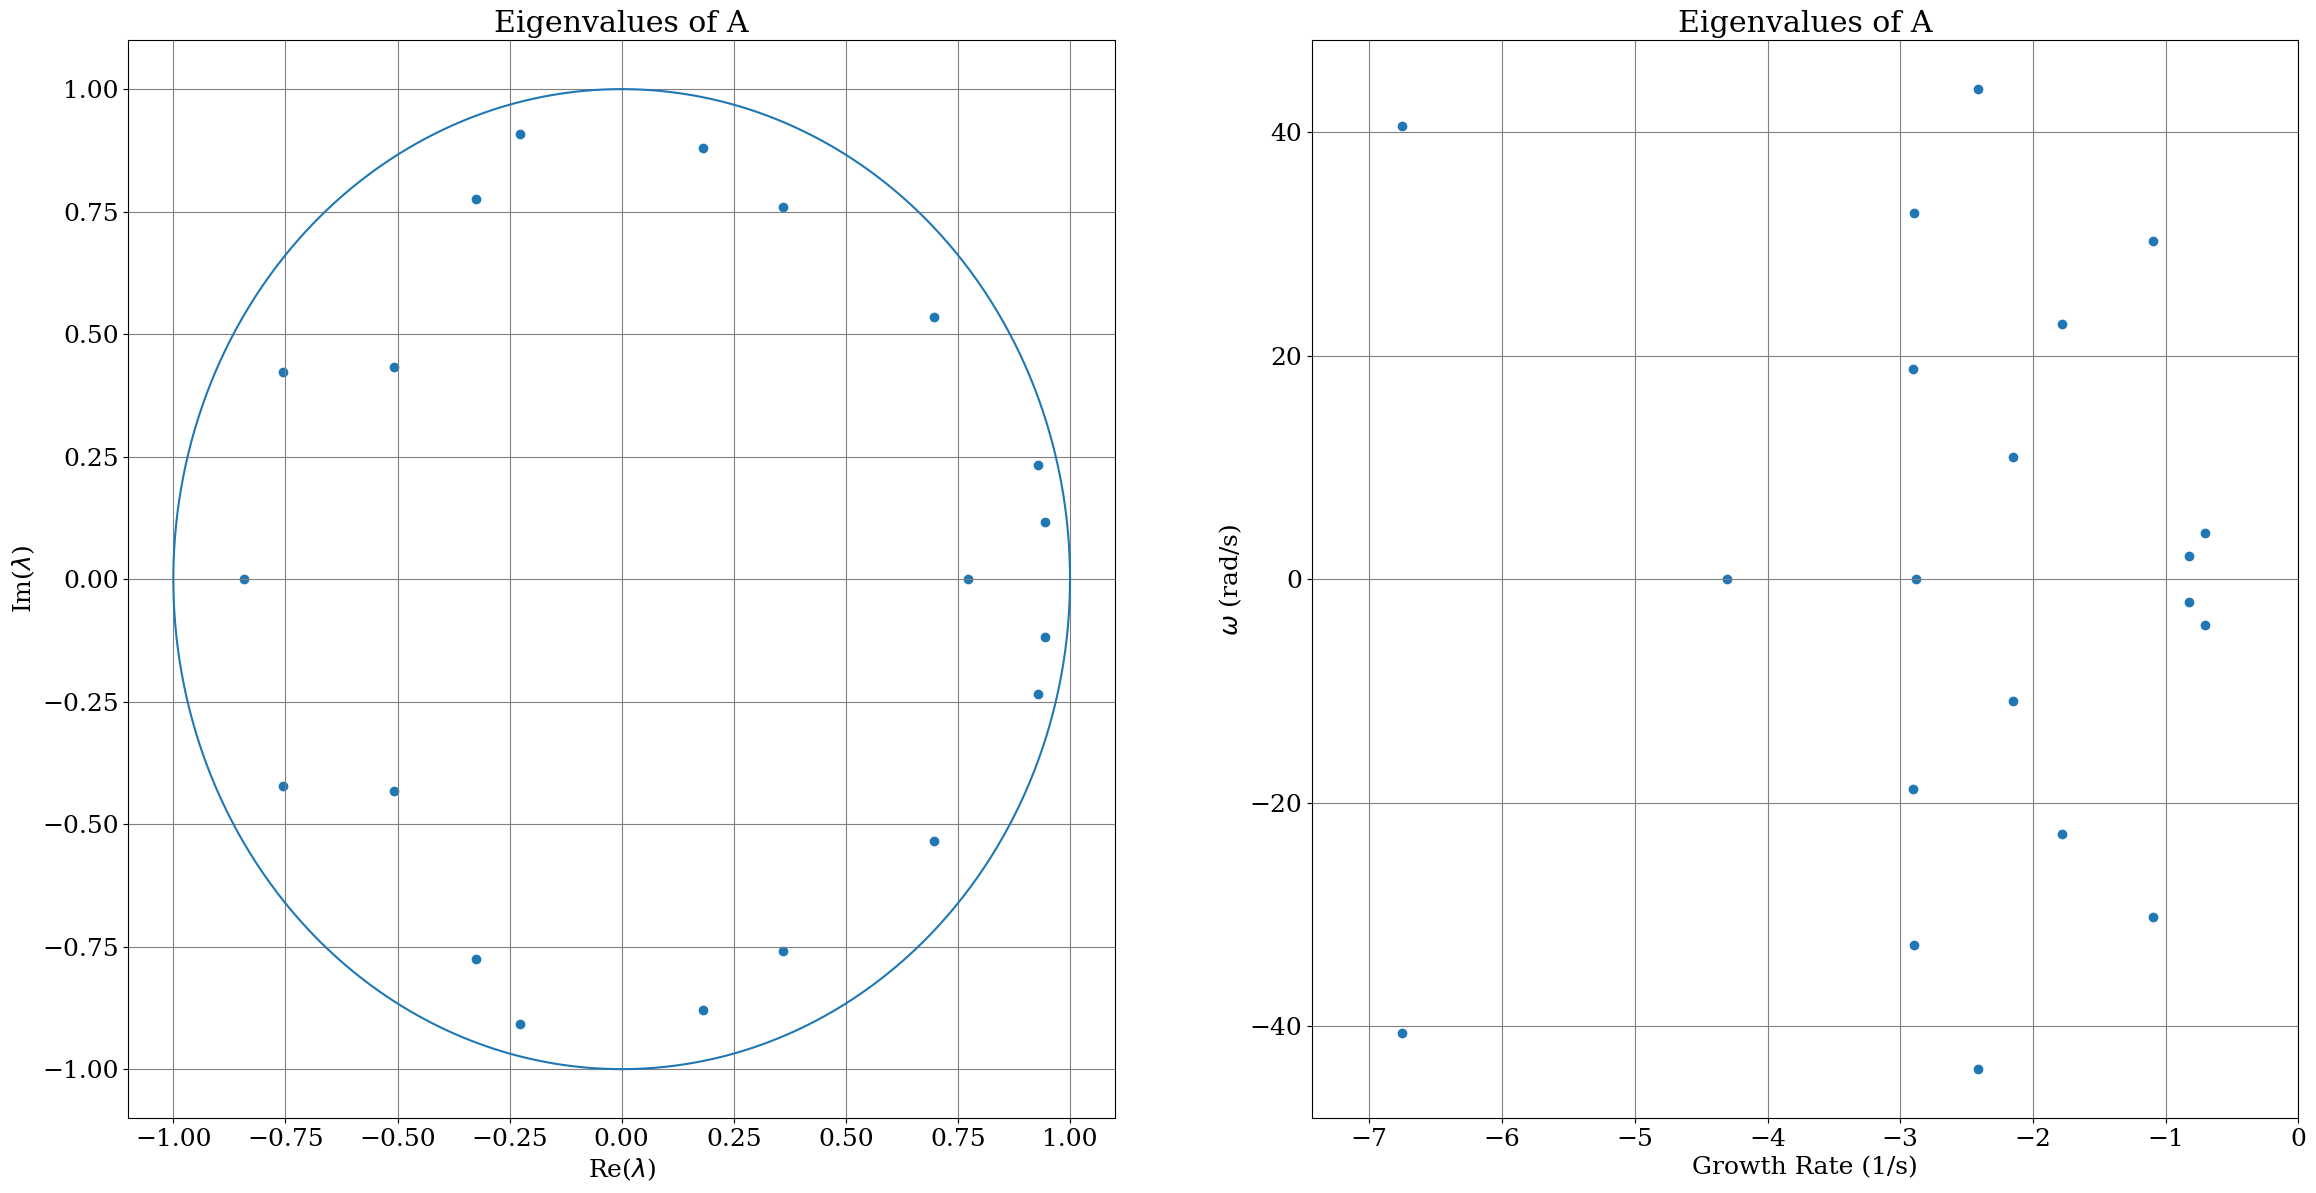 Eigenvalues of A
1.00
0.75
0.50
0.25
0.00
−0.25
−0.50
−0.75
−1.00
Im(λ)
−1.00 −0.75 −0.50 −0.25 0.00 0.25 0.50 0.75 1.00
Re(λ)
Eigenvalues of A
40
20
0
−20
−40
ω (rad/s)
−7 −6 −5 −4 −3 −2 −1 0
Growth Rate (1/s)